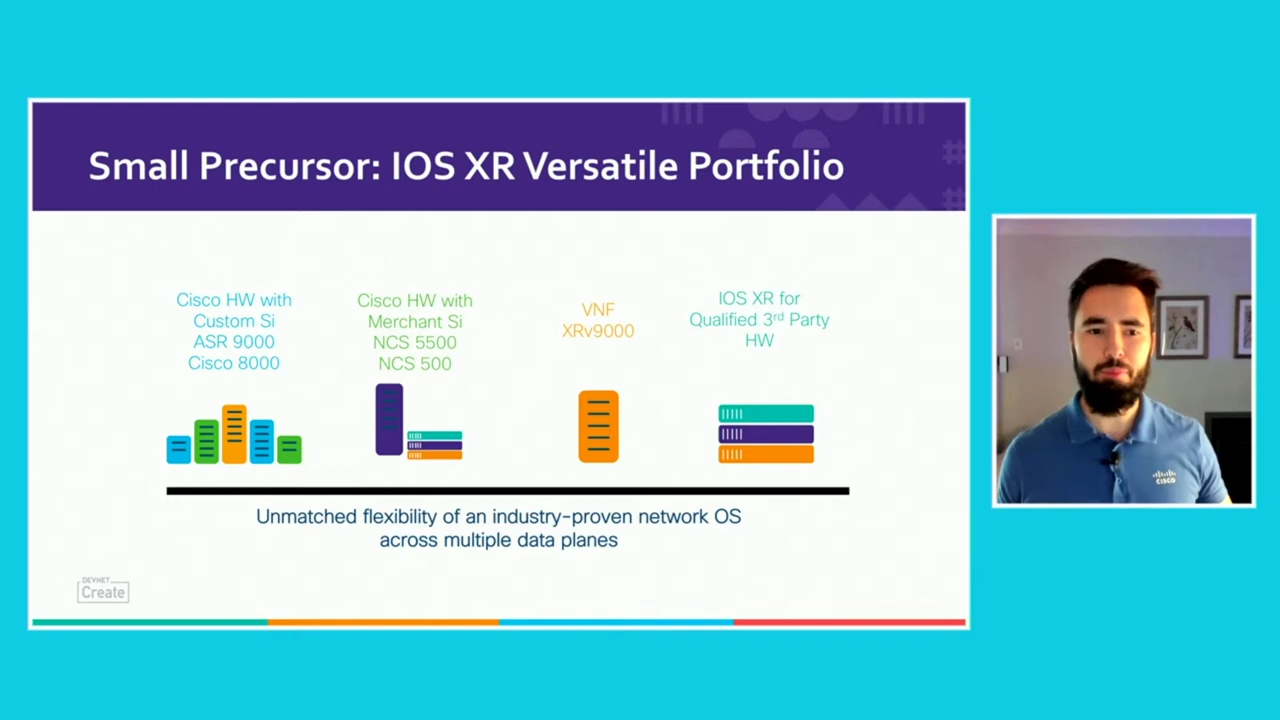 Small Precursor: IOS XR Versatile Portfolio
Cisco HW with
Custom Si
ASR 9000
Cisco 8000
Cisco HW with
Merchant Si
NCS 5500
NCS 500
VNF
XRv9000
IOS XR for
Qualified 3rd Party
HW
Unmatched flexibility of an industry-proven network OS
across multiple data planes
DEVNET
Create
CISCO